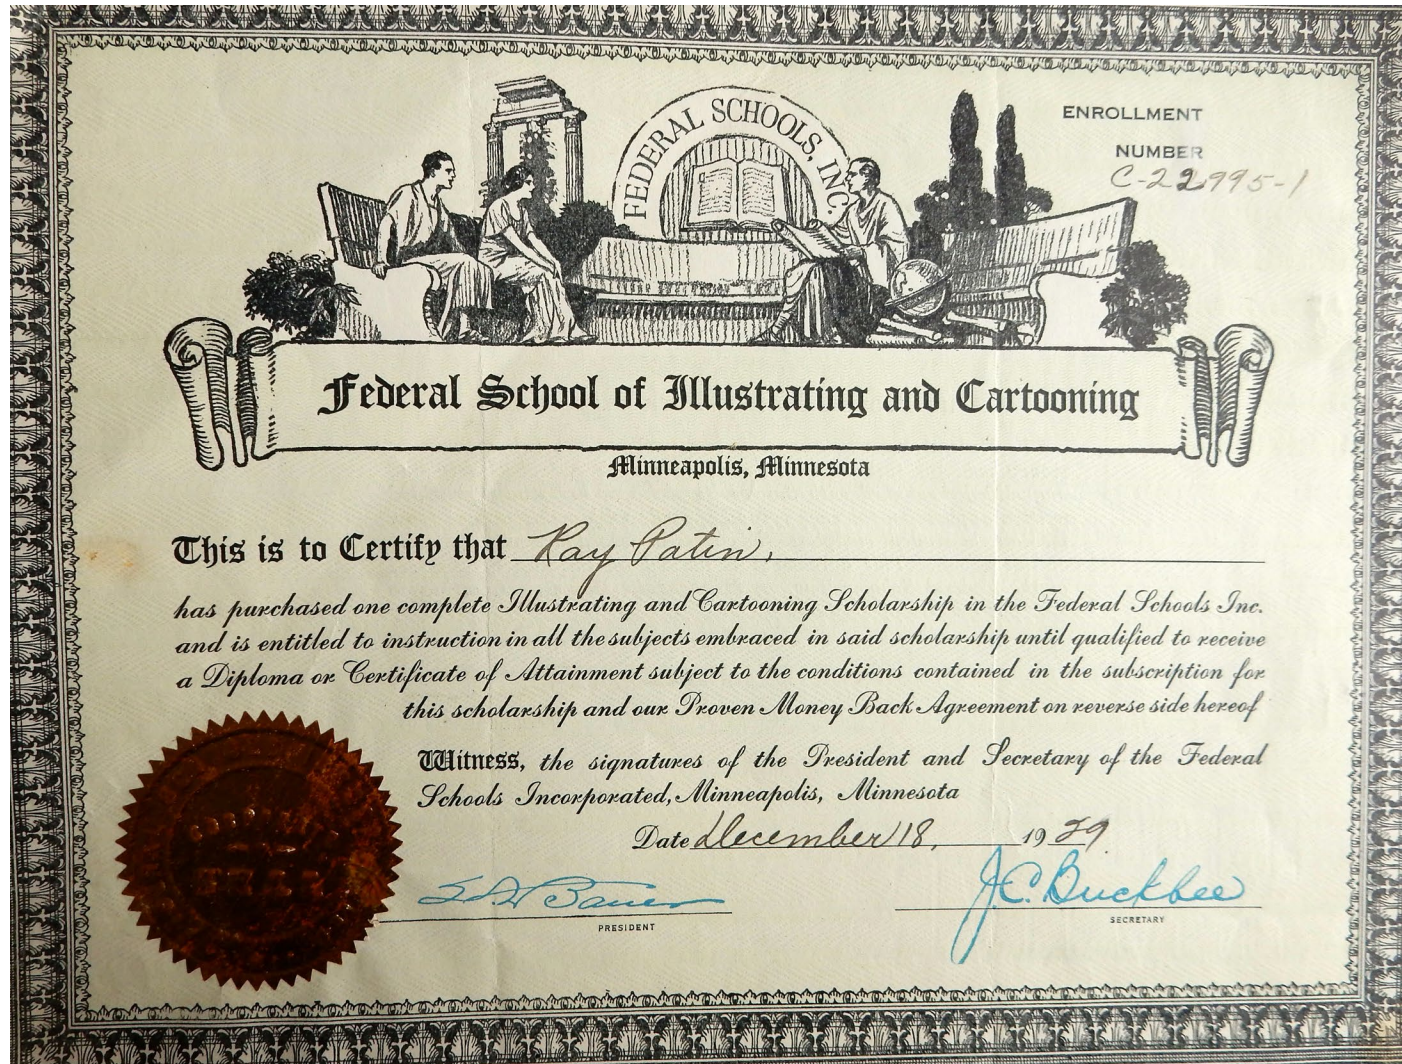 FEDERAL SCHOOLS, INC.
ENROLLMENT
NUMBER
C-22995-1
Federal School of Illustrating and Cartooning
Minneapolis, Minnesota
This is to Certify that Ray Patin,
has purchased one complete Illustrating and Cartooning Scholarship in the Federal Schools Inc.
and is entitled to instruction in all the subjects embraced in said scholarship until qualified to receive
a Diploma or Certificate of Attainment subject to the conditions contained in the subscription for
this scholarship and our Proven Money Back Agreement on reverse side hereof
Witness, the signatures of the President and Secretary of the Federal
Schools Incorporated, Minneapolis, Minnesota
Date December 18, 1929
J.C. Buckbee
PRESIDENT
SECRETARY